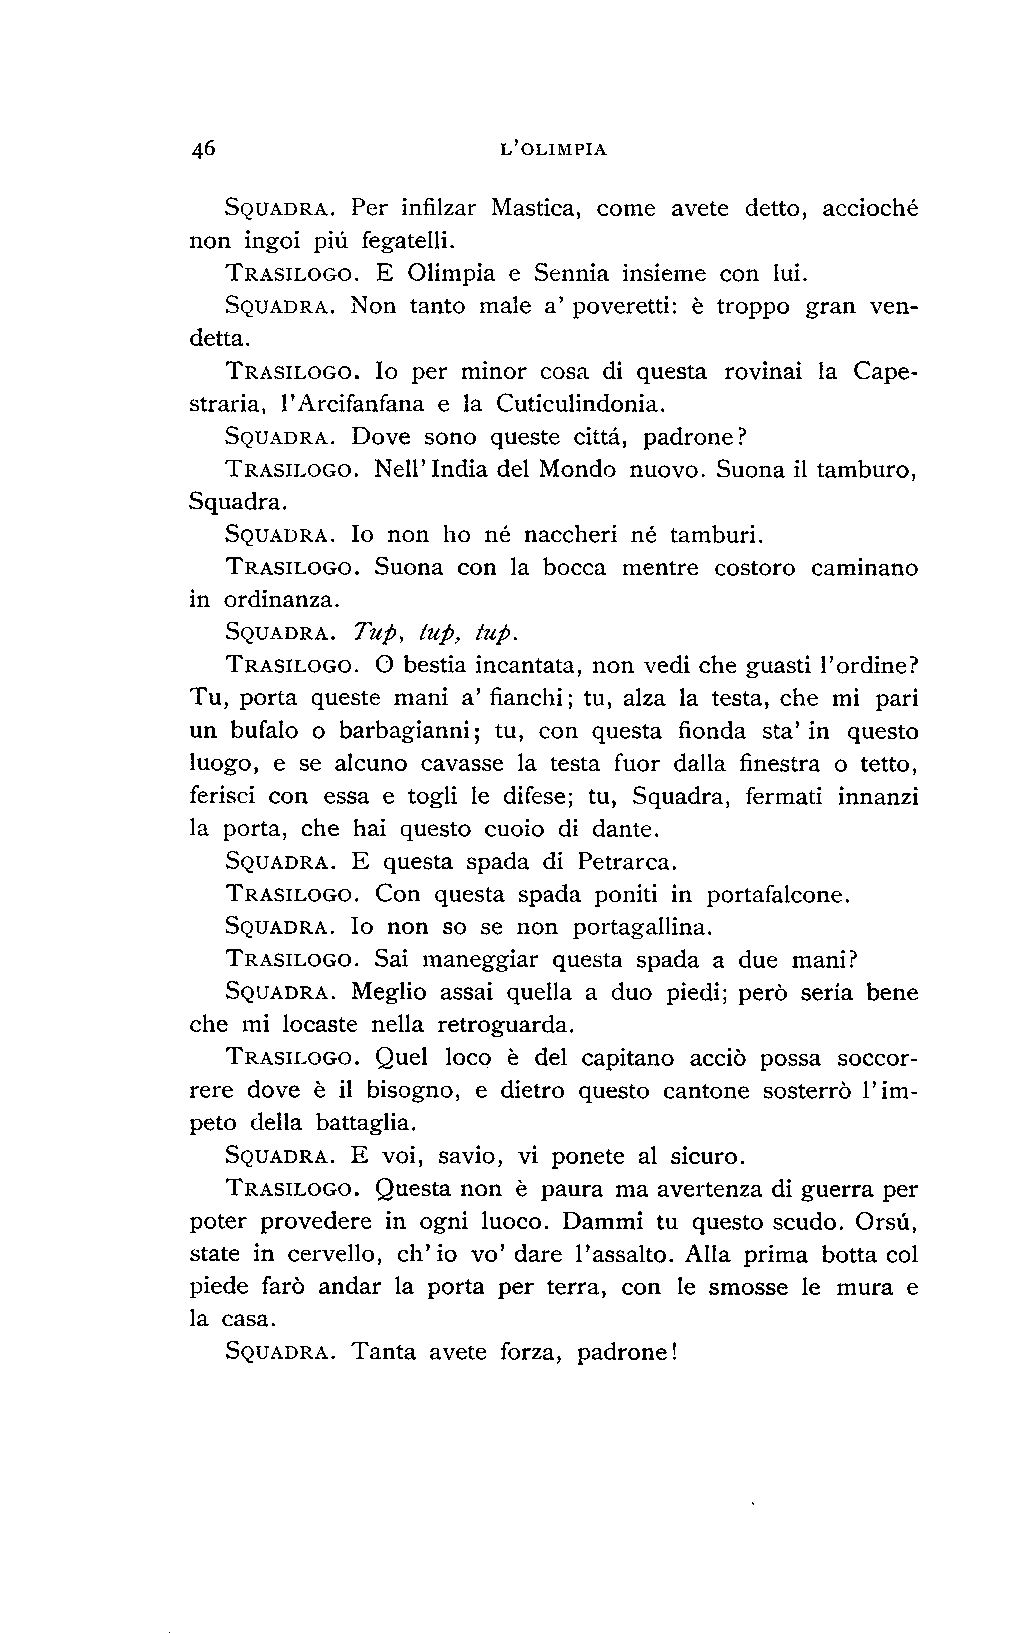 46 L'OLIMPIA
SQUADRA. Per infilzar Mastica, come avete detto, accioché
non ingoi piú fegatelli.
TRASILOGO. E Olimpia e Sennia insieme con lui.
SQUADRA. Non tanto male a' poveretti: è troppo gran ven-
detta.
TRASILOGO. Io per minor cosa di questa rovinai la Cape-
straria, l'Arcifanfana e la Cuticulindonia.
SQUADRA. Dove sono queste cittá, padrone?
TRASILOGO. Nell'India del Mondo nuovo. Suona il tamburo,
Squadra.
SQUADRA. Io non ho né naccheri né tamburi.
TRASILOGO. Suona con la bocca mentre costoro caminano
in ordinanza.
SQUADRA. Tup, tup, tup.
TRASILOGO. O bestia incantata, non vedi che guasti l'ordine?
Tu, porta queste mani a' fianchi; tu, alza la testa, che mi pari
un bufalo o barbagianni; tu, con questa fionda sta' in questo
luogo, e se alcuno cavasse la testa fuor dalla finestra o tetto,
ferisci con essa e togli le difese; tu, Squadra, fermati innanzi
la porta, che hai questo cuoio di dante.
SQUADRA. E questa spada di Petrarca.
TRASILOGO. Con questa spada poniti in portafalcone.
SQUADRA. Io non so se non portagallina.
TRASILOGO. Sai maneggiar questa spada a due mani?
SQUADRA. Meglio assai quella a duo piedi; però sería bene
che mi locaste nella retroguarda.
TRASILOGO. Quel loco è del capitano acciò possa soccor-
rere dove è il bisogno, e dietro questo cantone sosterrò l'im-
peto della battaglia.
SQUADRA. E voi, savio, vi ponete al sicuro.
TRASILOGO. Questa non è paura ma avertenza di guerra per
poter provedere in ogni luoco. Dammi tu questo scudo. Orsú,
state in cervello, ch'io vo' dare l'assalto. Alla prima botta col
piede farò andar la porta per terra, con le smosse le mura e
la casa.
SQUADRA. Tanta avete forza, padrone!